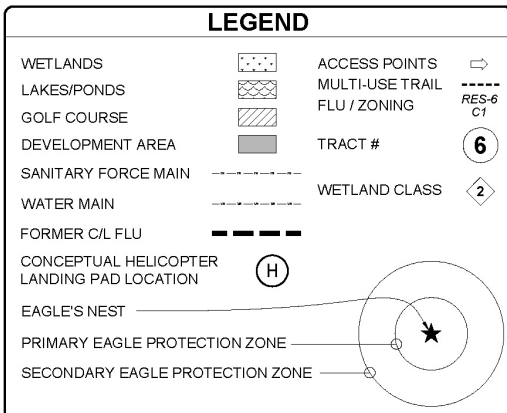 LEGEND
WETLANDS
LAKES/PONDS
GOLF COURSE
DEVELOPMENT AREA
SANITARY FORCE MAIN
WATER MAIN
FORMER C/L FLU
CONCEPTUAL HELICOPTER
LANDING PAD LOCATION
H
EAGLE'S NEST
PRIMARY EAGLE PROTECTION ZONE
SECONDARY EAGLE PROTECTION ZONE
ACCESS POINTS
MULTI-USE TRAIL
FLU / ZONING
RES-6
C1
TRACT #
6
WETLAND CLASS
2